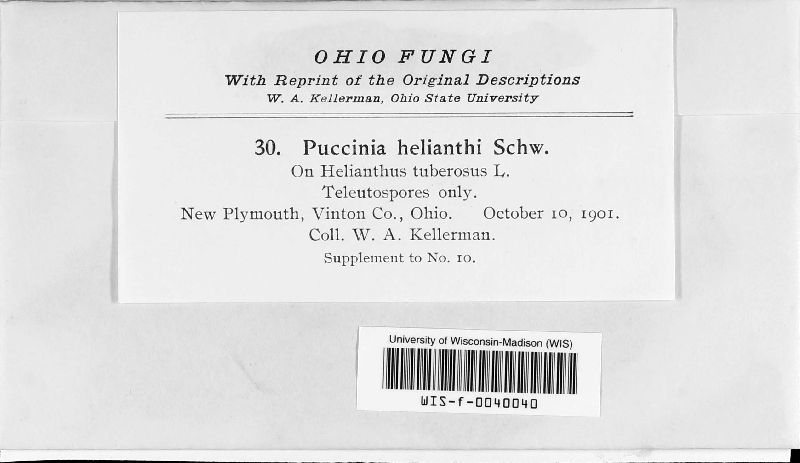 OHIO FUNGI
With Reprint of the Original Descriptions
W. A. Kellerman, Ohio State University
30. Puccinia helianthi Schw.
On Helianthus tuberosus L.
Teleutospores only.
New Plymouth, Vinton Co., Ohio. October 10, 1901.
Coll. W. A. Kellerman.
Supplement to No. 10.
University of Wisconsin-Madison (WIS)
WIS-f-0040040